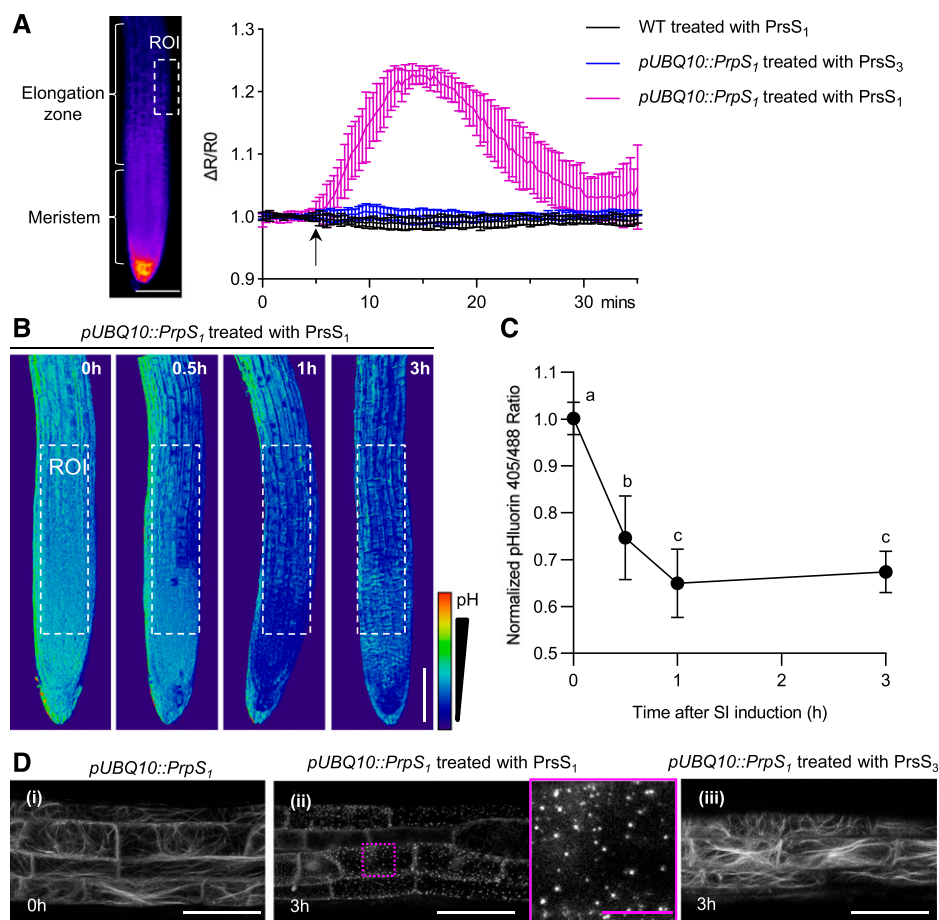 A
ROI
Elongation
zone
Meristem
ΔR/R0
1.3
1.2
1.1
1.0
0.9
0 10 20 30 mins
WT treated with PrsS1
pUBQ10::PrpS1 treated with PrsS3
pUBQ10::PrpS1 treated with PrsS1
B
pUBQ10::PrpS1 treated with PrsS1
0h 0.5h 1h 3h
ROI
pH
C
Normalized pHluorin 405/488 Ratio
1.1
1.0
0.9
0.8
0.7
0.6
0.5
a
b
c
c
0 1 2 3
Time after SI induction (h)
D
pUBQ10::PrpS1
pUBQ10::PrpS1 treated with PrsS1
pUBQ10::PrpS1 treated with PrsS3
(i) (ii) (iii)
0h 3h 3h